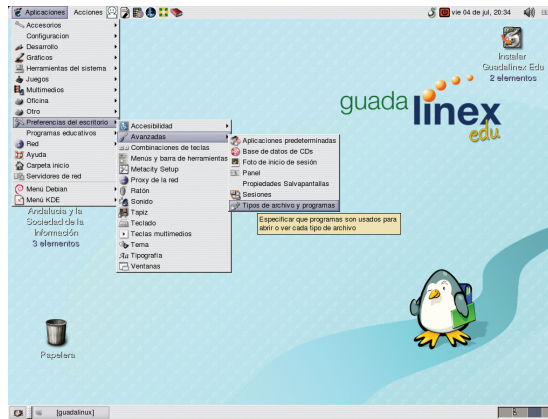 Aplicaciones Acciones vie 04 de jul, 20:34
Accesorios
Configuracion
Desarrollo
Gráficos
Herramientas del sistema
Juegos
Multimedios
Oficina
Otro
Preferencias del escritorio
Programas educativos
Red
Ayuda
Carpeta inicio
Servidores de red
Menú Debian
Menú KDE
Andalucía y la
Sociedad de la
Información
3 elementos
Papelera
Accesibilidad
Avanzadas
Combinaciones de teclas
Menús y barra de herramientas
Metacity Setup
Proxy de la red
Ratón
Sonido
Tapiz
Teclado
Teclas multimedios
Tema
Tipografía
Ventanas
Aplicaciones predeterminadas
Base de datos de CDs
Foto de inicio de sesión
Panel
Propiedades Salvapantallas
Sesiones
Tipos de archivo y programas
Especificar que programas son usados para
abrir o ver cada tipo de archivo
Instalar
Guadalinex Edu
2 elementos
guadalinex
edu
[guadalinux]